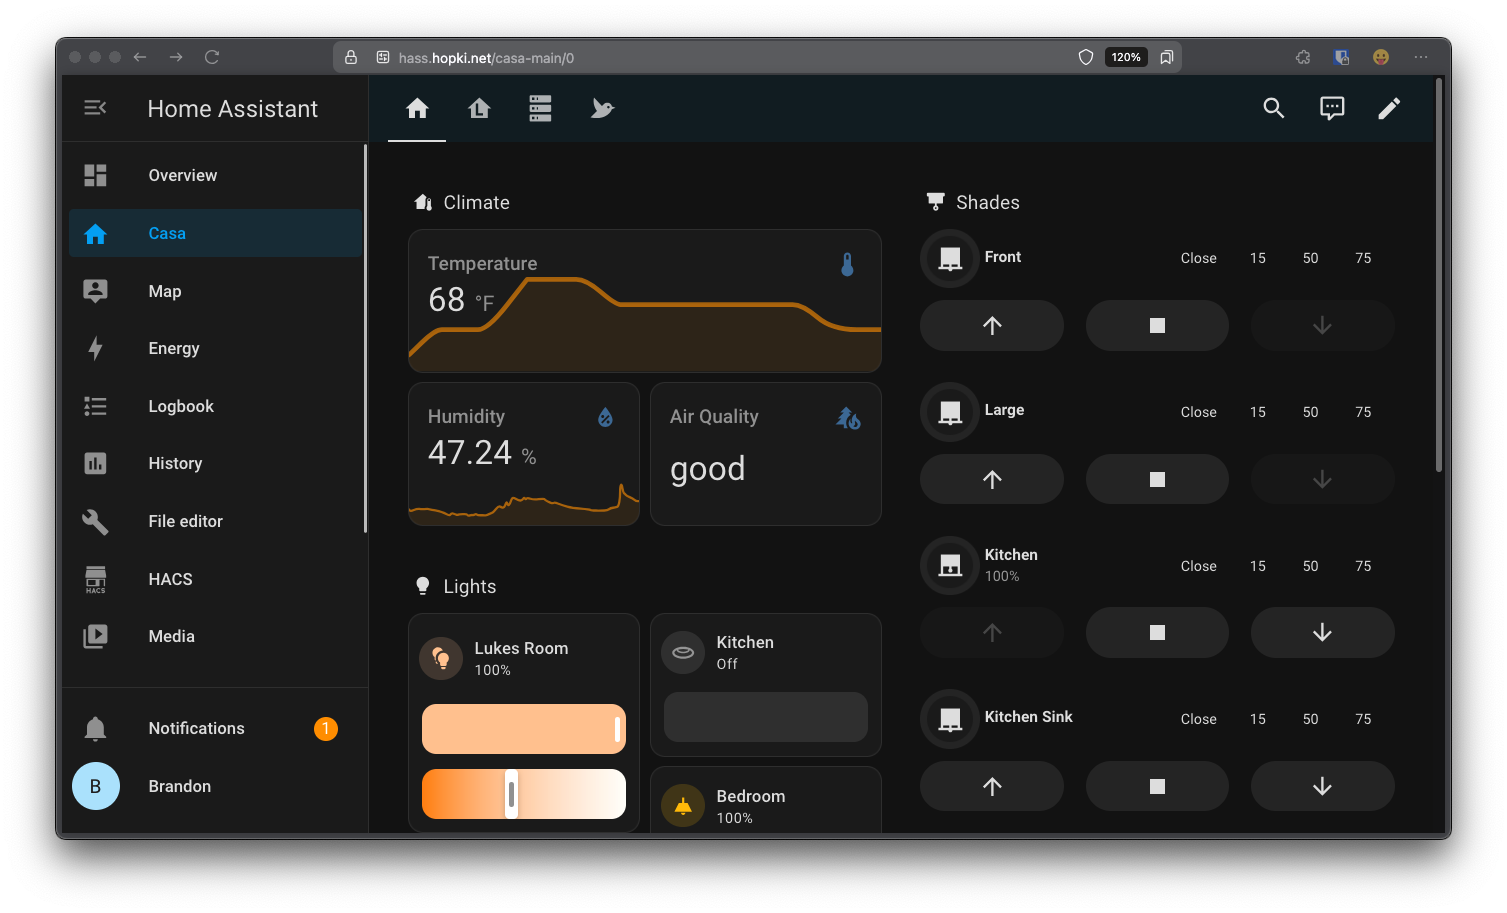 hass.hopki.net/casa-main/0
120%
Home Assistant
Overview
Casa
Map
Energy
Logbook
History
File editor
HACS
HACS
Media
Notifications
1
B
Brandon
L
Climate
Temperature
68 °F
Humidity
47.24 %
Air Quality
good
Lights
Lukes Room
100%
Kitchen
Off
Bedroom
100%
Shades
Front
Close 15 50 75
Large
Close 15 50 75
Kitchen
100%
Close 15 50 75
Kitchen Sink
Close 15 50 75